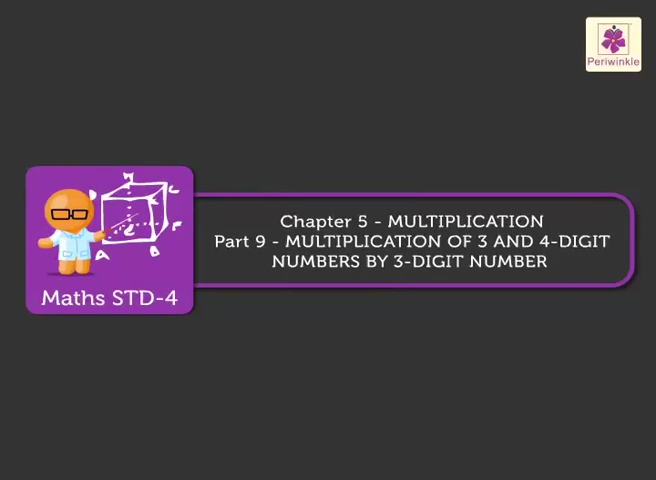 Periwinkle
Chapter 5 - MULTIPLICATION
Part 9 - MULTIPLICATION OF 3 AND 4-DIGIT
NUMBERS BY 3-DIGIT NUMBER
A
B
Maths STD-4